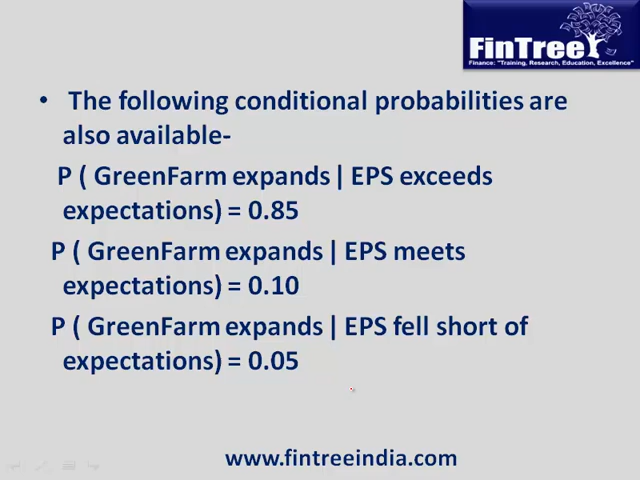 FinTree
Finance: "Training, Research, Education, Excellence"
• The following conditional probabilities are
also available-
P ( GreenFarm expands | EPS exceeds
expectations) = 0.85
P ( GreenFarm expands | EPS meets
expectations) = 0.10
P ( GreenFarm expands | EPS fell short of
expectations) = 0.05
www.fintreeindia.com